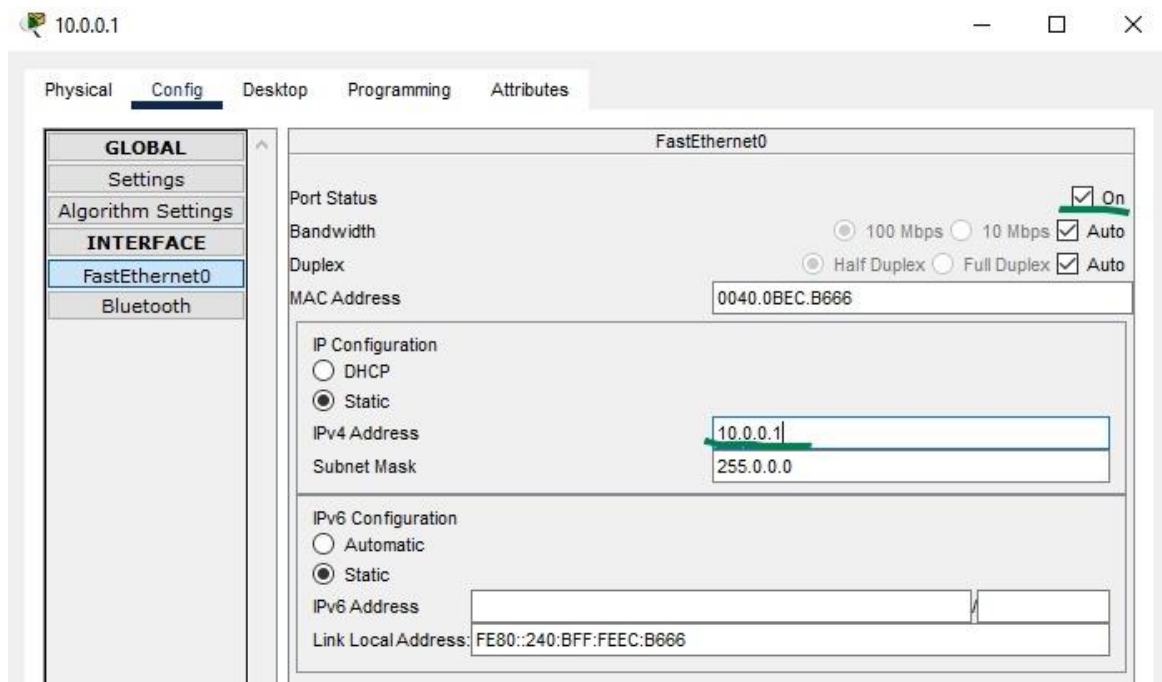 10.0.0.1
Physical Config Desktop Programming Attributes
GLOBAL
Settings
Algorithm Settings
INTERFACE
FastEthernet0
Bluetooth
FastEthernet0
Port Status On
Bandwidth 100 Mbps 10 Mbps Auto
Duplex Half Duplex Full Duplex Auto
MAC Address 0040.0BEC.B666
IP Configuration
DHCP
Static
IPv4 Address 10.0.0.1
Subnet Mask 255.0.0.0
IPv6 Configuration
Automatic
Static
IPv6 Address /
Link Local Address: FE80::240:BFF:FEEC:B666